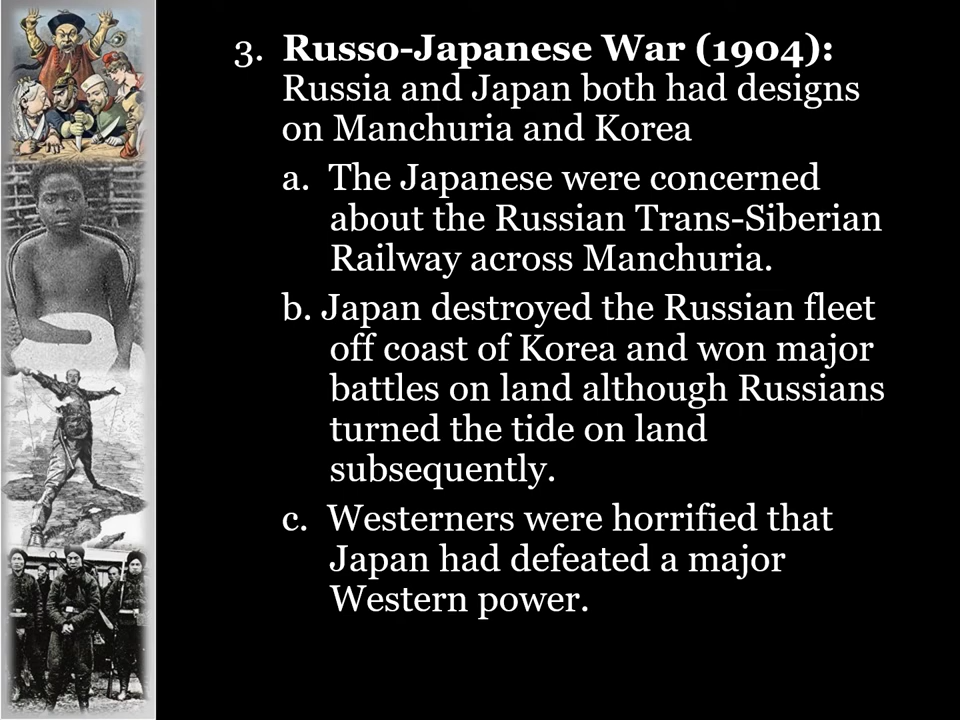 3. Russo-Japanese War (1904):
Russia and Japan both had designs
on Manchuria and Korea
a. The Japanese were concerned
about the Russian Trans-Siberian
Railway across Manchuria.
b. Japan destroyed the Russian fleet
off coast of Korea and won major
battles on land although Russians
turned the tide on land
subsequently.
c. Westerners were horrified that
Japan had defeated a major
Western power.